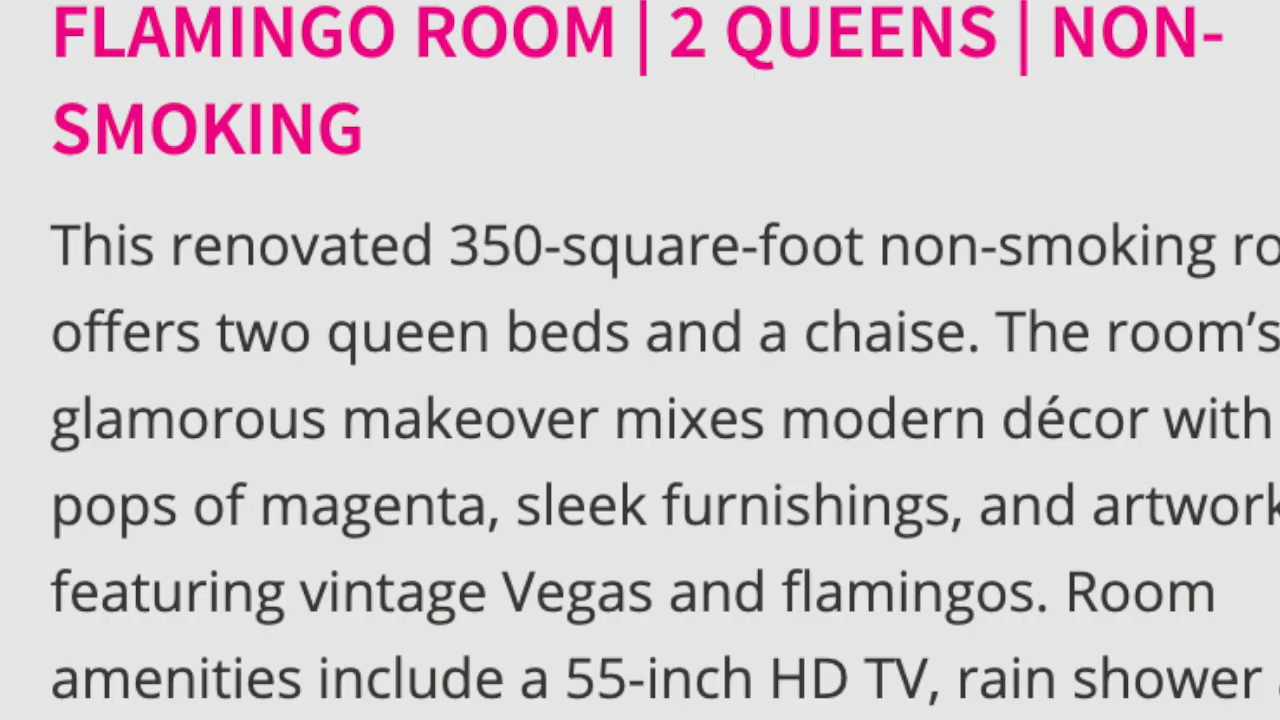 FLAMINGO ROOM | 2 QUEENS | NON-
SMOKING
This renovated 350-square-foot non-smoking
offers two queen beds and a chaise. The room’s
glamorous makeover mixes modern décor with
pops of magenta, sleek furnishings, and artwork
featuring vintage Vegas and flamingos. Room
amenities include a 55-inch HD TV, rain shower